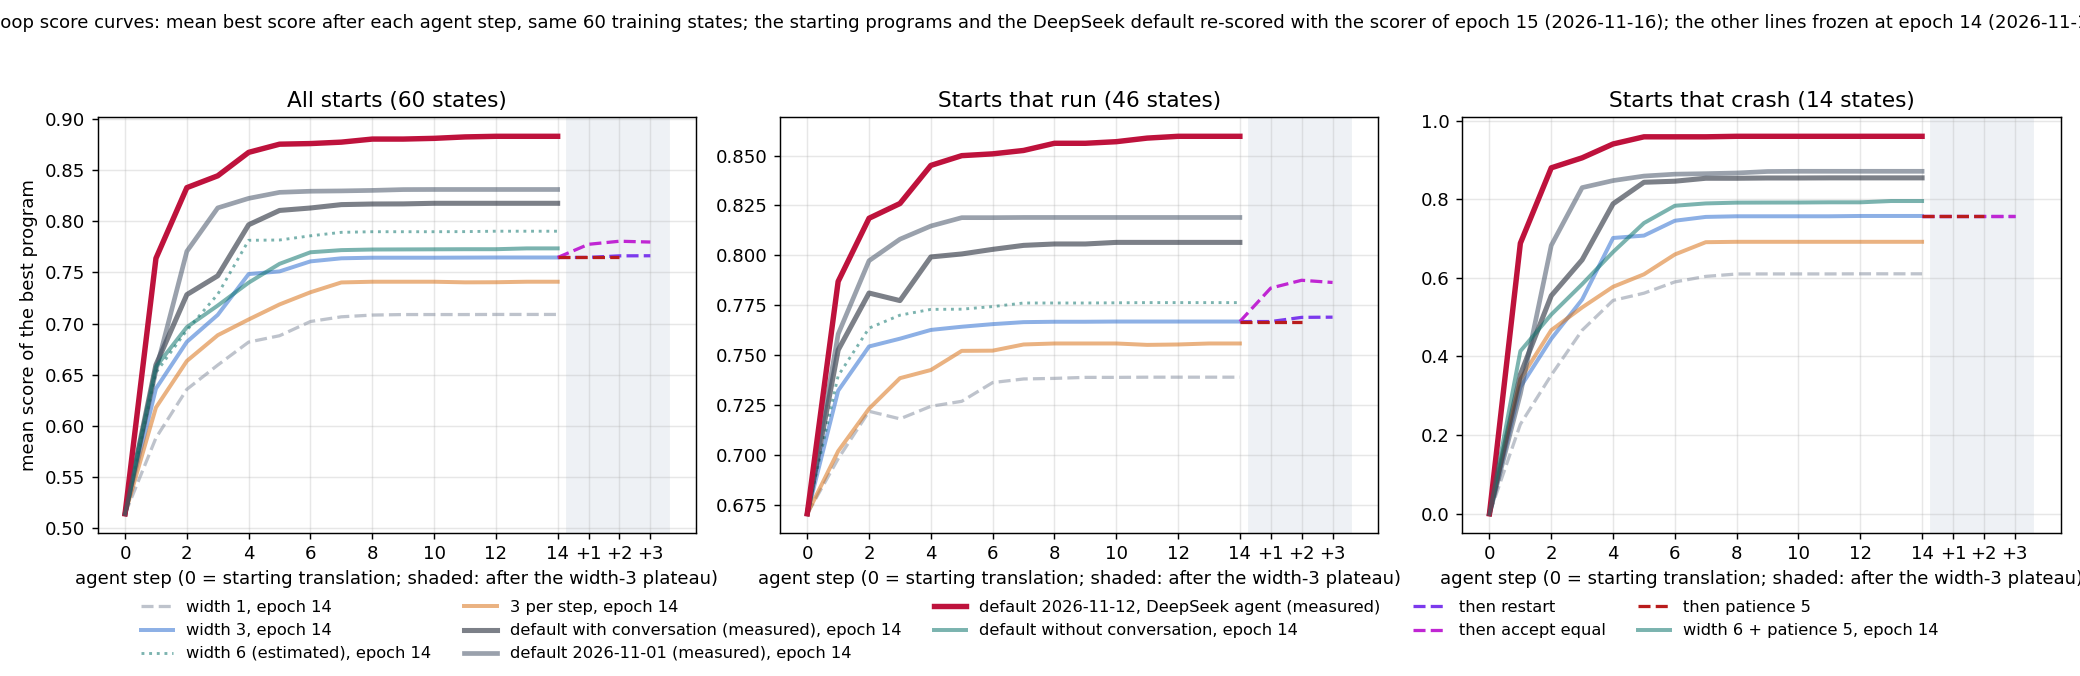 oop score curves: mean best score after each agent step, same 60 training states; the starting programs and the DeepSeek default re-scored with the scorer of epoch 15 (2026-11-16); the other lines frozen at epoch 14 (2026-11-
All starts (60 states)
mean score of the best program
0.90
0.85
0.80
0.75
0.70
0.65
0.60
0.55
0.50
0 2 4 6 8 10 12 14 +1 +2 +3
agent step (0 = starting translation; shaded: after the width-3 plateau)
Starts that run (46 states)
0.850
0.825
0.800
0.775
0.750
0.725
0.700
0.675
0 2 4 6 8 10 12 14 +1 +2 +3
agent step (0 = starting translation; shaded: after the width-3 plateau)
Starts that crash (14 states)
1.0
0.8
0.6
0.4
0.2
0.0
0 2 4 6 8 10 12 14 +1 +2 +3
agent step (0 = starting translation; shaded: after the width-3 plateau)
width 1, epoch 14
width 3, epoch 14
width 6 (estimated), epoch 14
3 per step, epoch 14
default with conversation (measured), epoch 14
default 2026-11-01 (measured), epoch 14
default 2026-11-12, DeepSeek agent (measured)
default without conversation, epoch 14
then restart
then accept equal
then patience 5
width 6 + patience 5, epoch 14